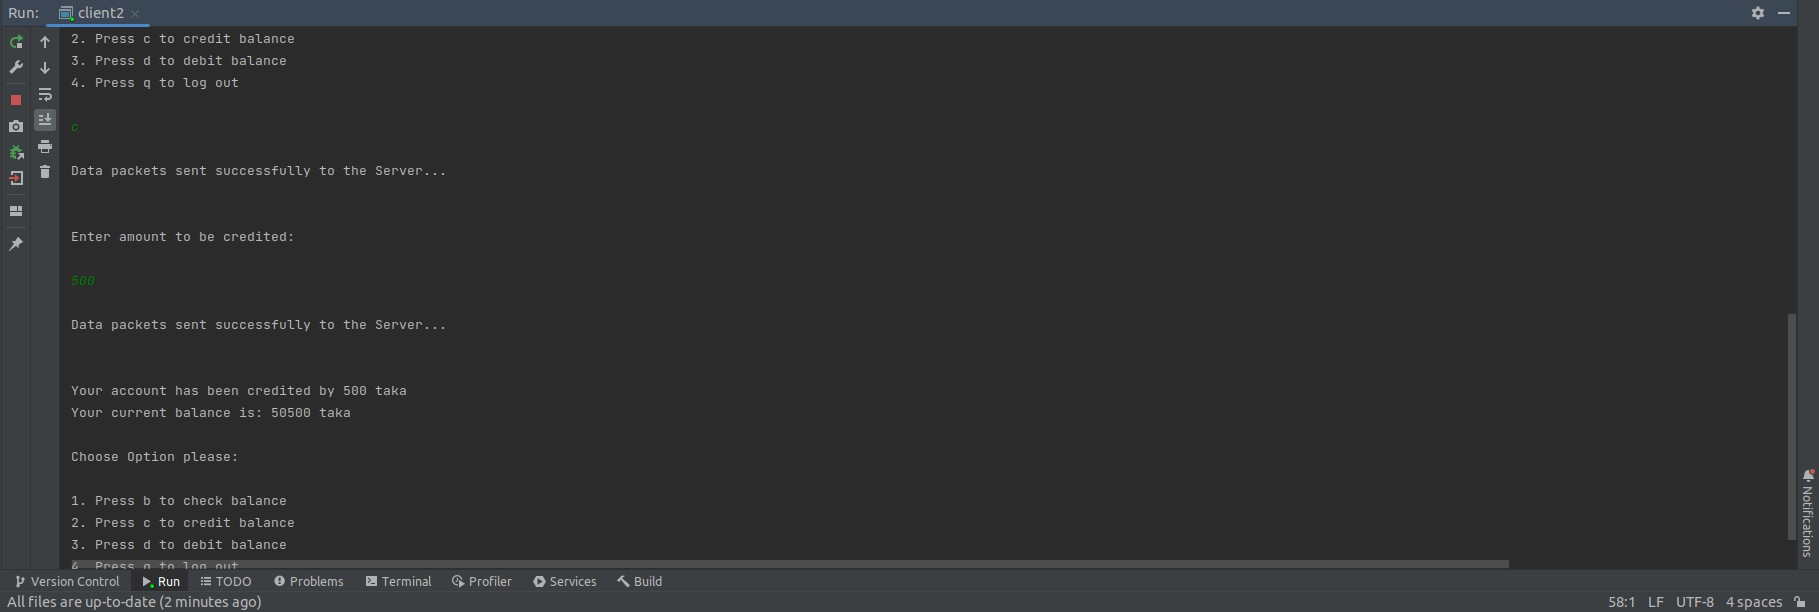 Run: client2
2. Press c to credit balance
3. Press d to debit balance
4. Press q to log out
c
Data packets sent successfully to the Server...
Enter amount to be credited:
500
Data packets sent successfully to the Server...
Your account has been credited by 500 taka
Your current balance is: 50500 taka
Choose Option please:
1. Press b to check balance
2. Press c to credit balance
3. Press d to debit balance
4. Press q to log out
Notifications
Version Control Run TODO Problems Terminal Profiler Services Build
All files are up-to-date (2 minutes ago) 58:1 LF UTF-8 4 spaces